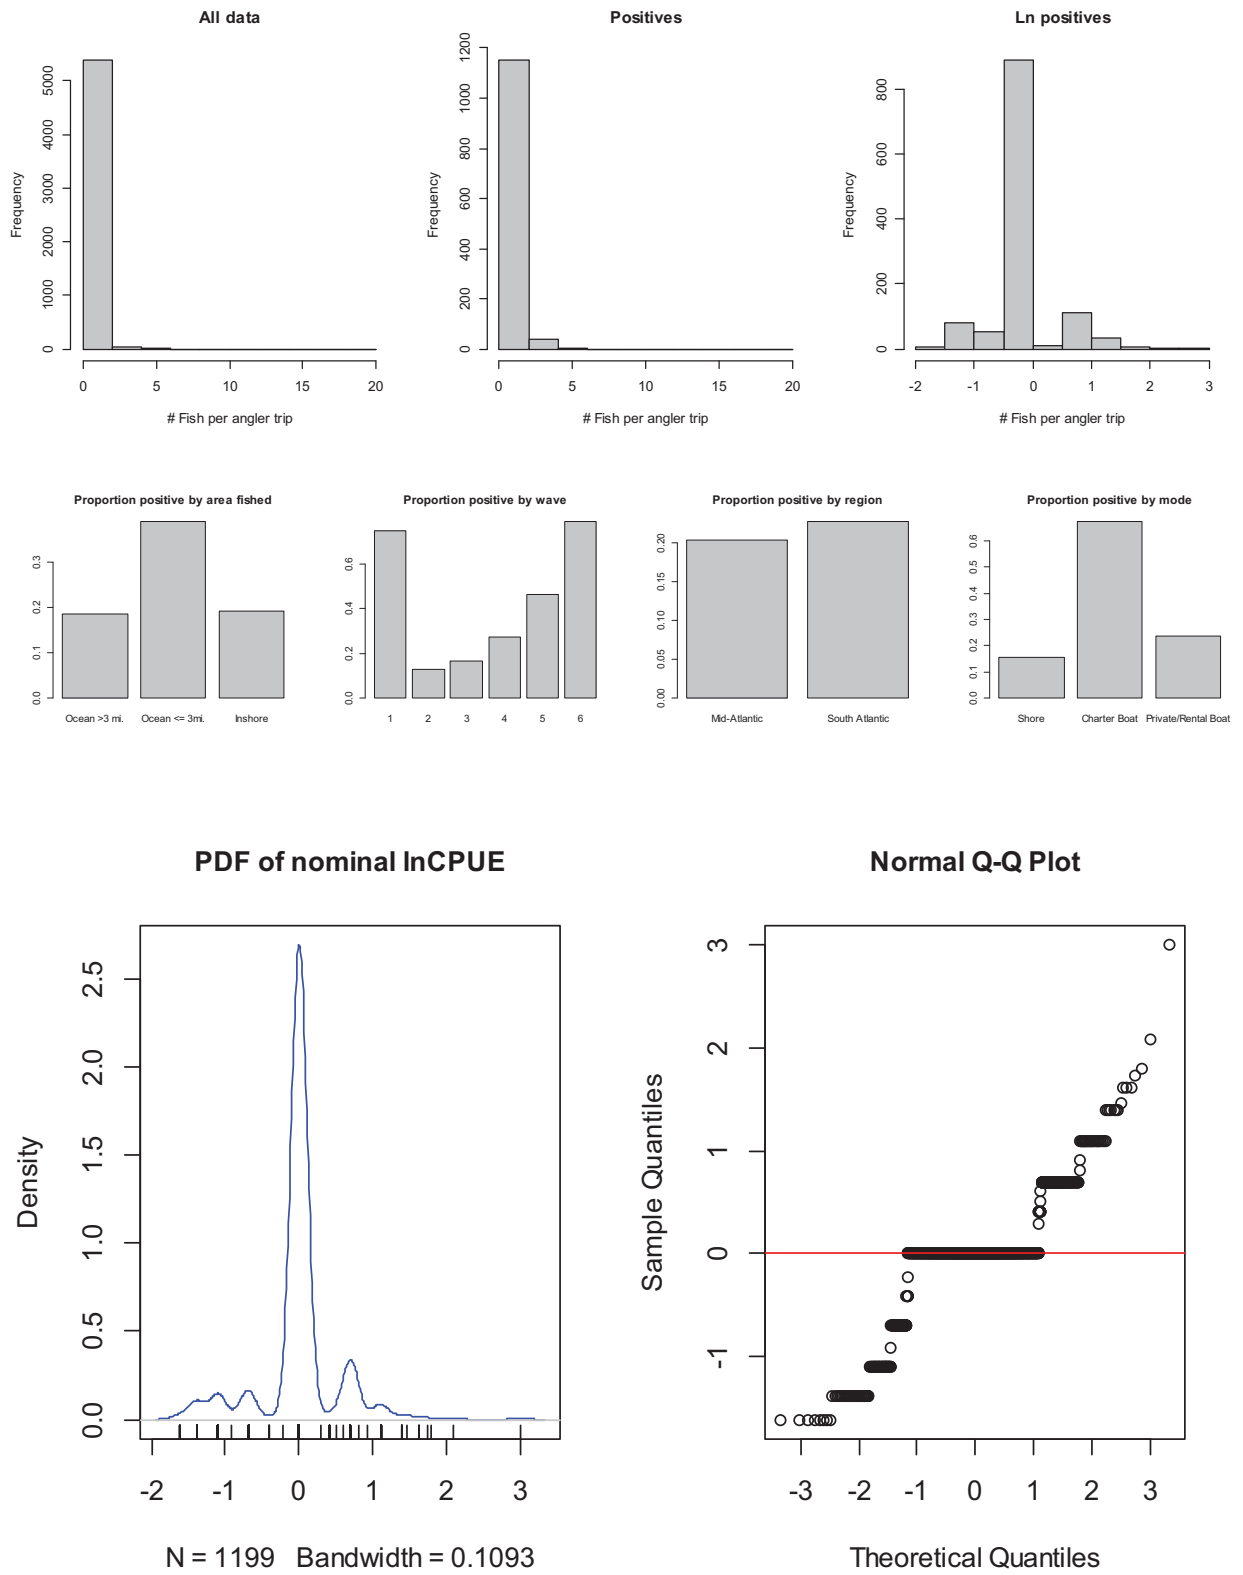 All data
Positives
Ln positives
Frequency
0 1000 2000 3000 4000 5000
0 5 10 15 20
# Fish per angler trip
Frequency
0 200 400 600 800 1000 1200
0 5 10 15 20
# Fish per angler trip
Frequency
0 200 400 600 800
-2 -1 0 1 2 3
# Fish per angler trip
Proportion positive by area fished
0.0 0.1 0.2 0.3
Ocean >3 mi. Ocean <= 3mi. Inshore
Proportion positive by wave
0.0 0.2 0.4 0.6
1 2 3 4 5 6
Proportion positive by region
0.00 0.05 0.10 0.15 0.20
Mid-Atlantic South Atlantic
Proportion positive by mode
0.0 0.1 0.2 0.3 0.4 0.5 0.6
Shore Charter Boat Private/Rental Boat
PDF of nominal lnCPUE
Density
0.0 0.5 1.0 1.5 2.0 2.5
-2 -1 0 1 2 3
N = 1199 Bandwidth = 0.1093
Normal Q-Q Plot
Sample Quantiles
-1 0 1 2 3
-3 -2 -1 0 1 2 3
Theoretical Quantiles